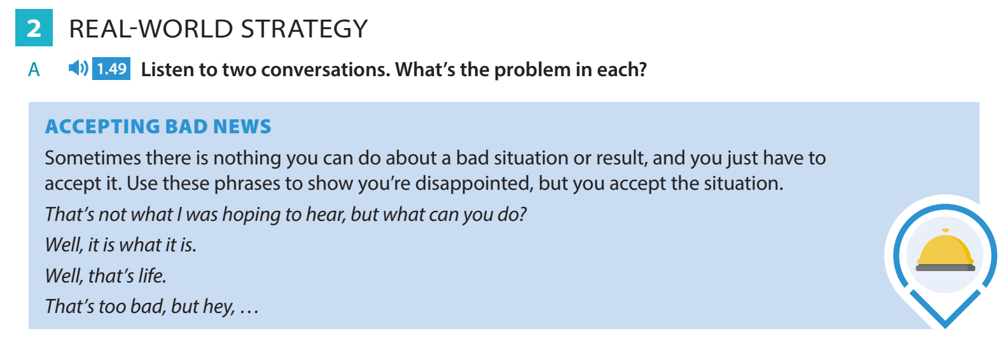 2 REAL-WORLD STRATEGY
A 1.49 Listen to two conversations. What’s the problem in each?
ACCEPTING BAD NEWS
Sometimes there is nothing you can do about a bad situation or result, and you just have to
accept it. Use these phrases to show you’re disappointed, but you accept the situation.
That’s not what I was hoping to hear, but what can you do?
Well, it is what it is.
Well, that’s life.
That’s too bad, but hey, …